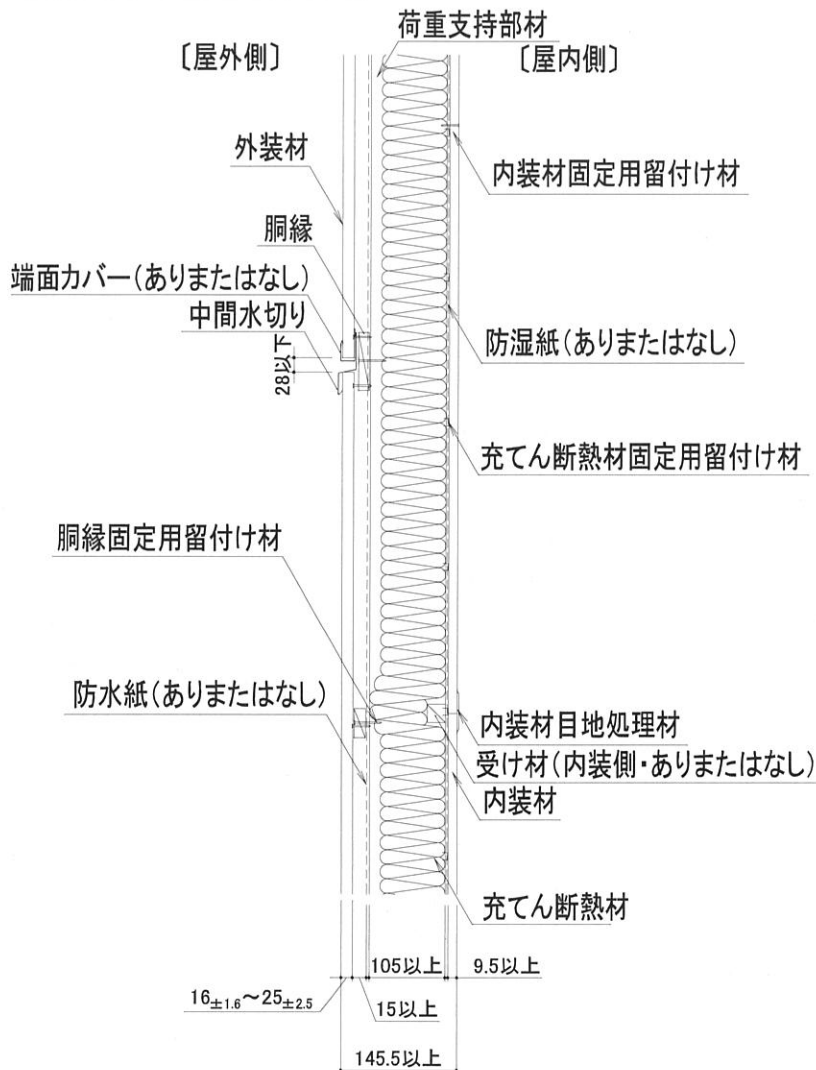 荷重支持部材
〔屋外側〕
〔屋内側〕
外装材
内装材固定用留付け材
胴縁
端面カバー（ありまたはなし）
中間水切り
28以下
防湿紙（ありまたはなし）
充てん断熱材固定用留付け材
胴縁固定用留付け材
防水紙（ありまたはなし）
内装材目地処理材
受け材（内装側・ありまたはなし）
内装材
充てん断熱材
105以上
9.5以上
16±1.6～25±2.5
15以上
145.5以上